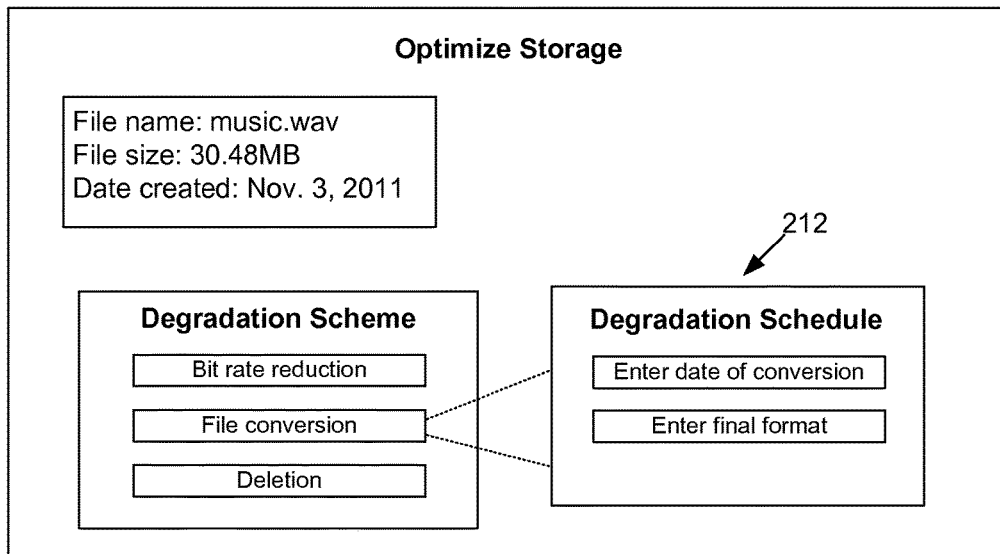 Optimize Storage
File name: music.wav
File size: 30.48MB
Date created: Nov. 3, 2011
212
Degradation Scheme
Bit rate reduction
File conversion
Deletion
Degradation Schedule
Enter date of conversion
Enter final format